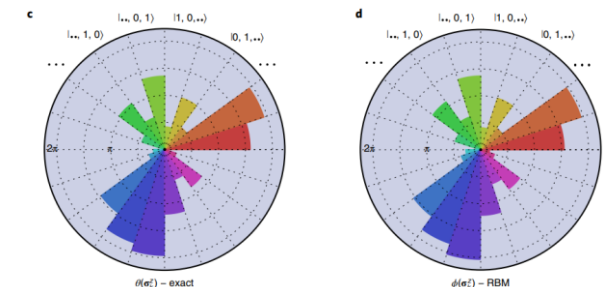 c
|.., 1, 0⟩
|.., 0, 1⟩
|1, 0,..⟩
|0, 1,..⟩
...
...
2π
π
θ(σᶻ) – exact
d
|.., 1, 0⟩
|.., 0, 1⟩
|1, 0,..⟩
|0, 1,..⟩
...
...
2π
π
ϕ(σᶻ) – RBM